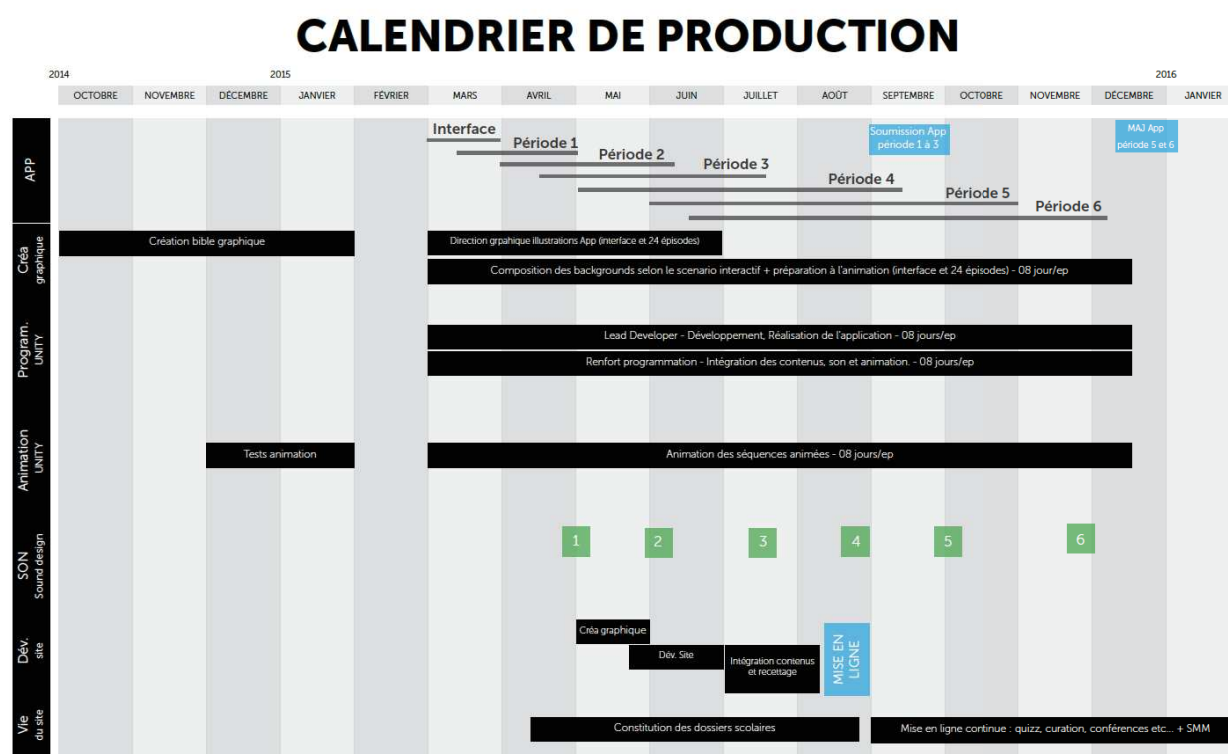 CALENDRIER DE PRODUCTION
2014 2015 2016
OCTOBRE NOVEMBRE DÉCEMBRE JANVIER FÉVRIER MARS AVRIL MAI JUIN JUILLET AOÛT SEPTEMBRE OCTOBRE NOVEMBRE DÉCEMBRE JANVIER
APP
Interface
Période 1
Période 2
Période 3
Période 4
Période 5
Période 6
Soumission App
période 1 à 3
MAJ App
période 5 et 6
Créa
graphique
Création bible graphique
Direction grpahique illustrations App (interface et 24 épisodes)
Composition des backgrounds selon le scenario interactif + préparation à l'animation (interface et 24 épisodes) - 08 jour/ep
Program.
UNITY
Lead Developer - Développement, Réalisation de l'application - 08 jours/ep
Renfort programmation - Intégration des contenus, son et animation. - 08 jours/ep
Animation
UNITY
Tests animation
Animation des séquences animées - 08 jours/ep
SON
Sound design
1 2 3 4 5 6
Dév.
site
Créa graphique
Dév. Site
Intégration contenus
et recettage
MISE EN
LIGNE
Vie
du site
Constitution des dossiers scolaires
Mise en ligne continue : quizz, curation, conférences etc... + SMM